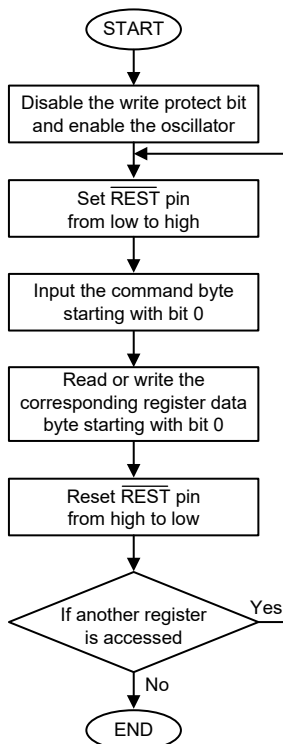 START
Disable the write protect bit
and enable the oscillator
Set R̅E̅S̅T̅ pin
from low to high
Input the command byte
starting with bit 0
Read or write the
corresponding register data
byte starting with bit 0
Reset R̅E̅S̅T̅ pin
from high to low
If another register
is accessed
Yes
No
END